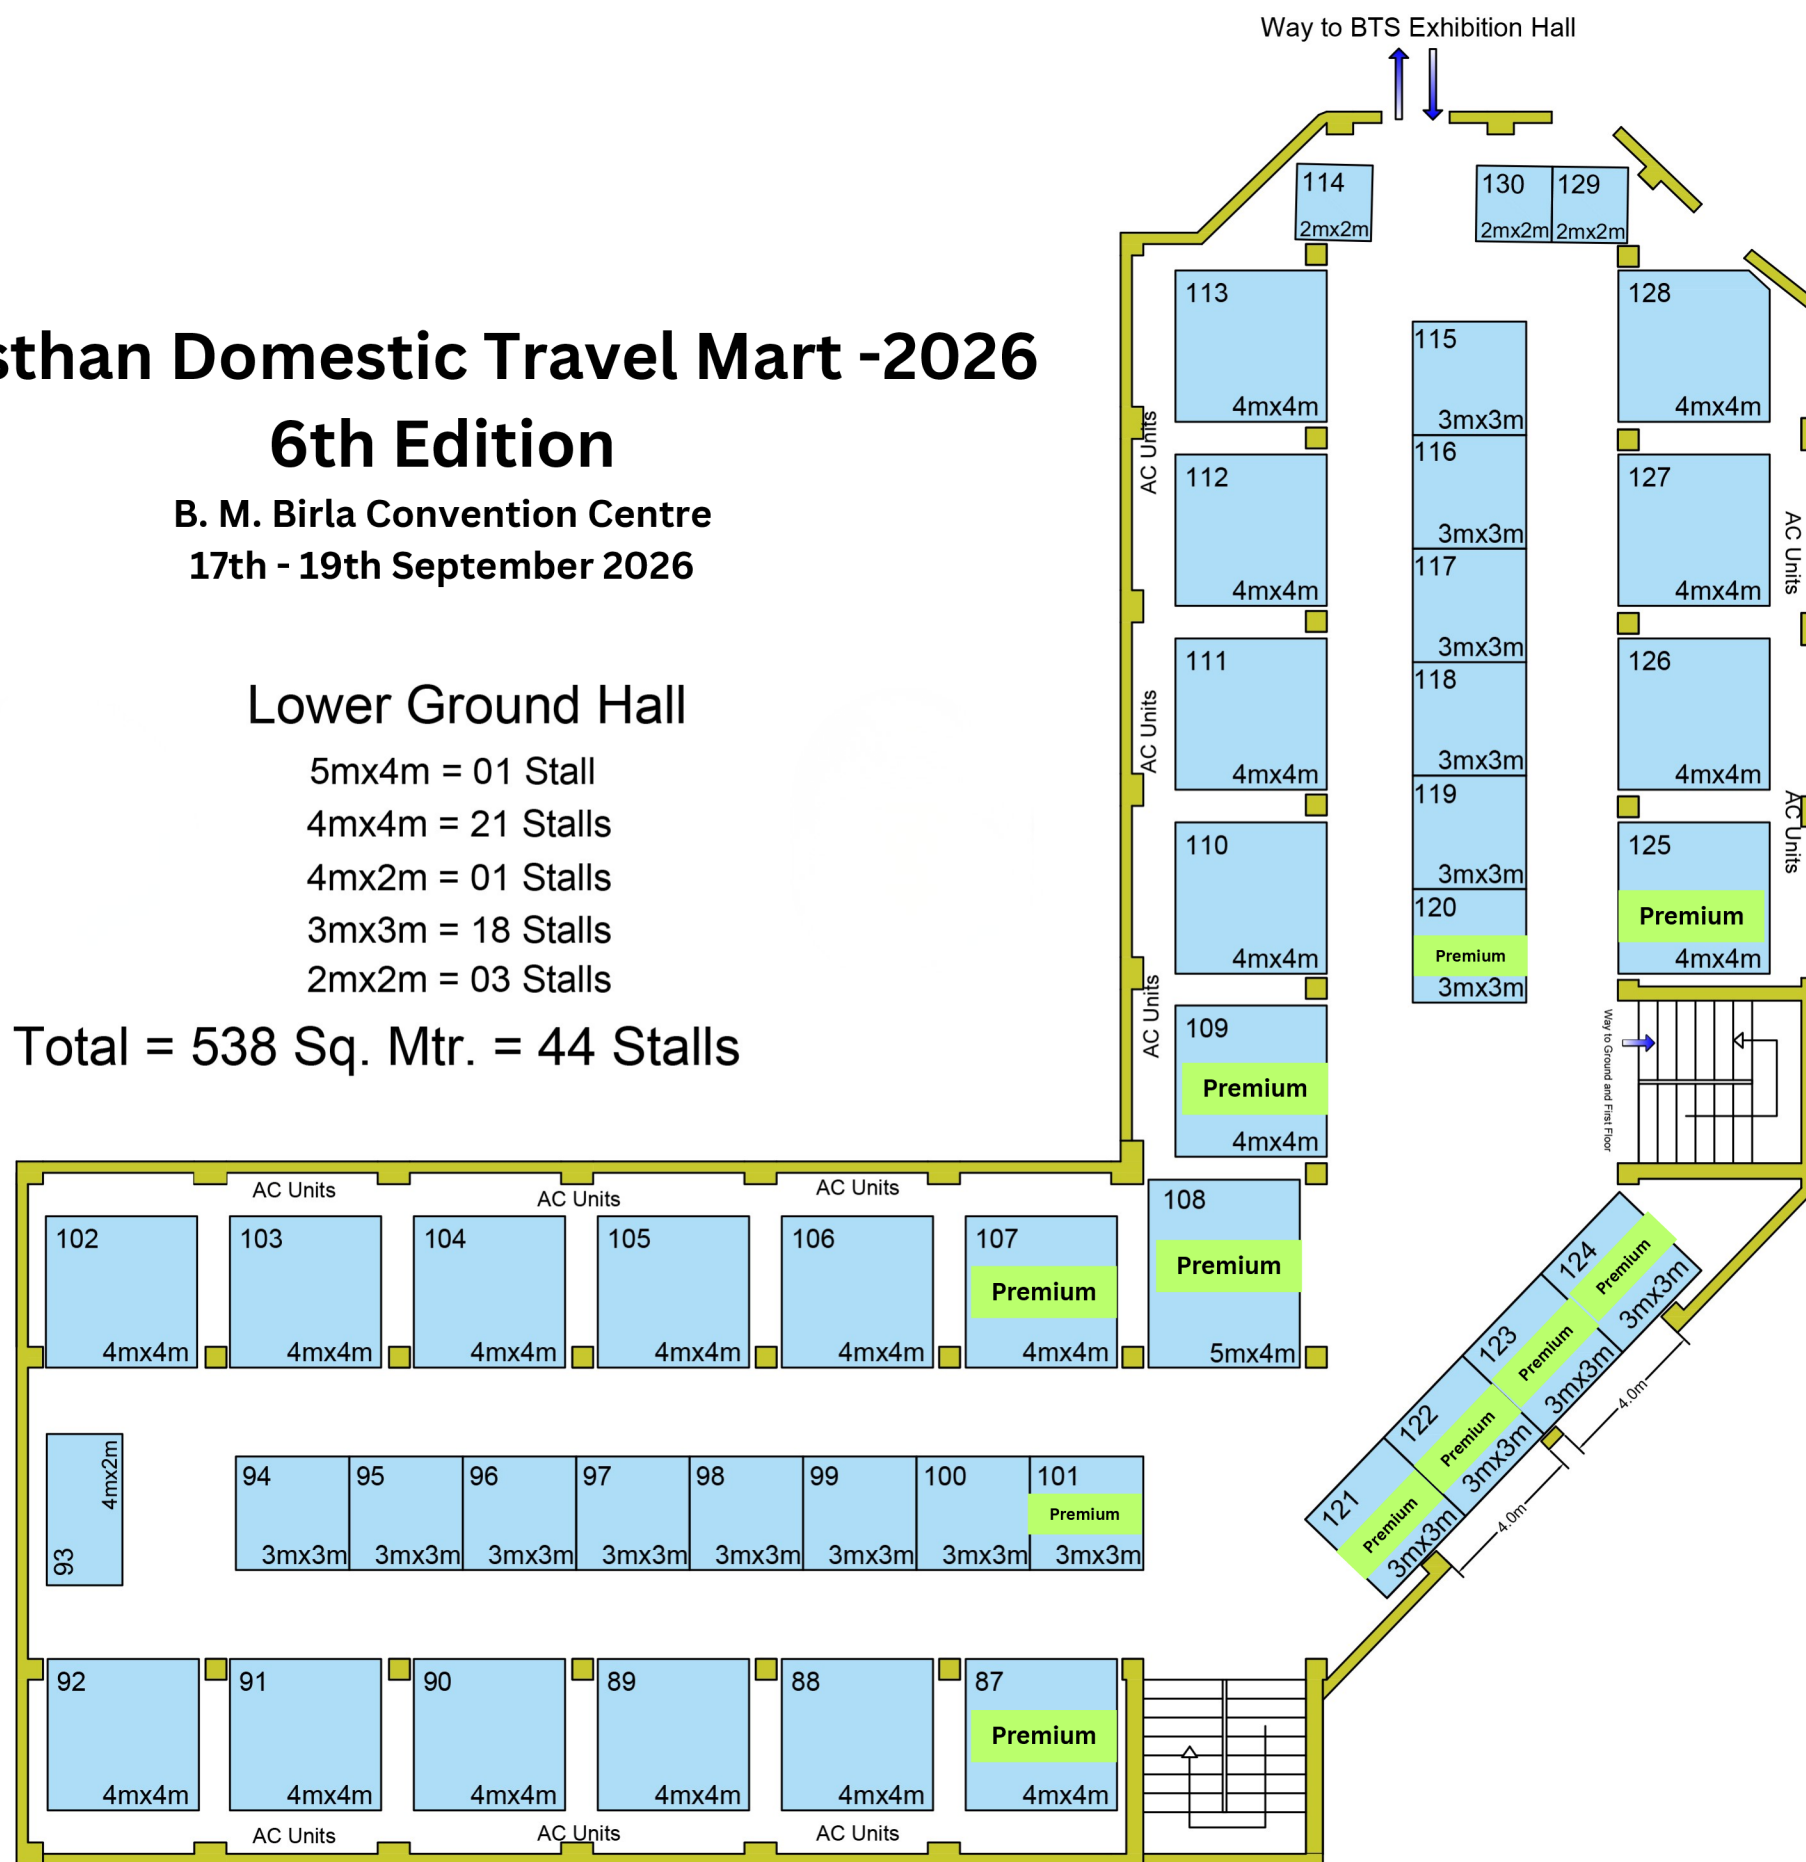 Way to BTS Exhibition Hall
114
2mx2m
130
2mx2m
129
2mx2m
sthan Domestic Travel Mart -2026
6th Edition
B. M. Birla Convention Centre
17th - 19th September 2026
Lower Ground Hall
5mx4m = 01 Stall
4mx4m = 21 Stalls
4mx2m = 01 Stalls
3mx3m = 18 Stalls
2mx2m = 03 Stalls
Total = 538 Sq. Mtr. = 44 Stalls
113
4mx4m
AC Units
112
4mx4m
111
4mx4m
AC Units
110
4mx4m
AC Units
109
Premium
4mx4m
115
3mx3m
116
3mx3m
117
3mx3m
118
3mx3m
119
3mx3m
120
Premium
3mx3m
128
4mx4m
127
4mx4m
AC Units
126
4mx4m
AC Units
125
Premium
4mx4m
Way to Ground and First Floor
AC Units
AC Units
AC Units
102
4mx4m
103
4mx4m
104
4mx4m
105
4mx4m
106
4mx4m
107
Premium
4mx4m
108
Premium
5mx4m
124
Premium
3mx3m
123
Premium
3mx3m
122
Premium
3mx3m
121
Premium
3mx3m
4.0m
4.0m
93
4mx2m
94
3mx3m
95
3mx3m
96
3mx3m
97
3mx3m
98
3mx3m
99
3mx3m
100
3mx3m
101
Premium
3mx3m
92
4mx4m
91
4mx4m
90
4mx4m
89
4mx4m
88
4mx4m
87
Premium
4mx4m
AC Units
AC Units
AC Units